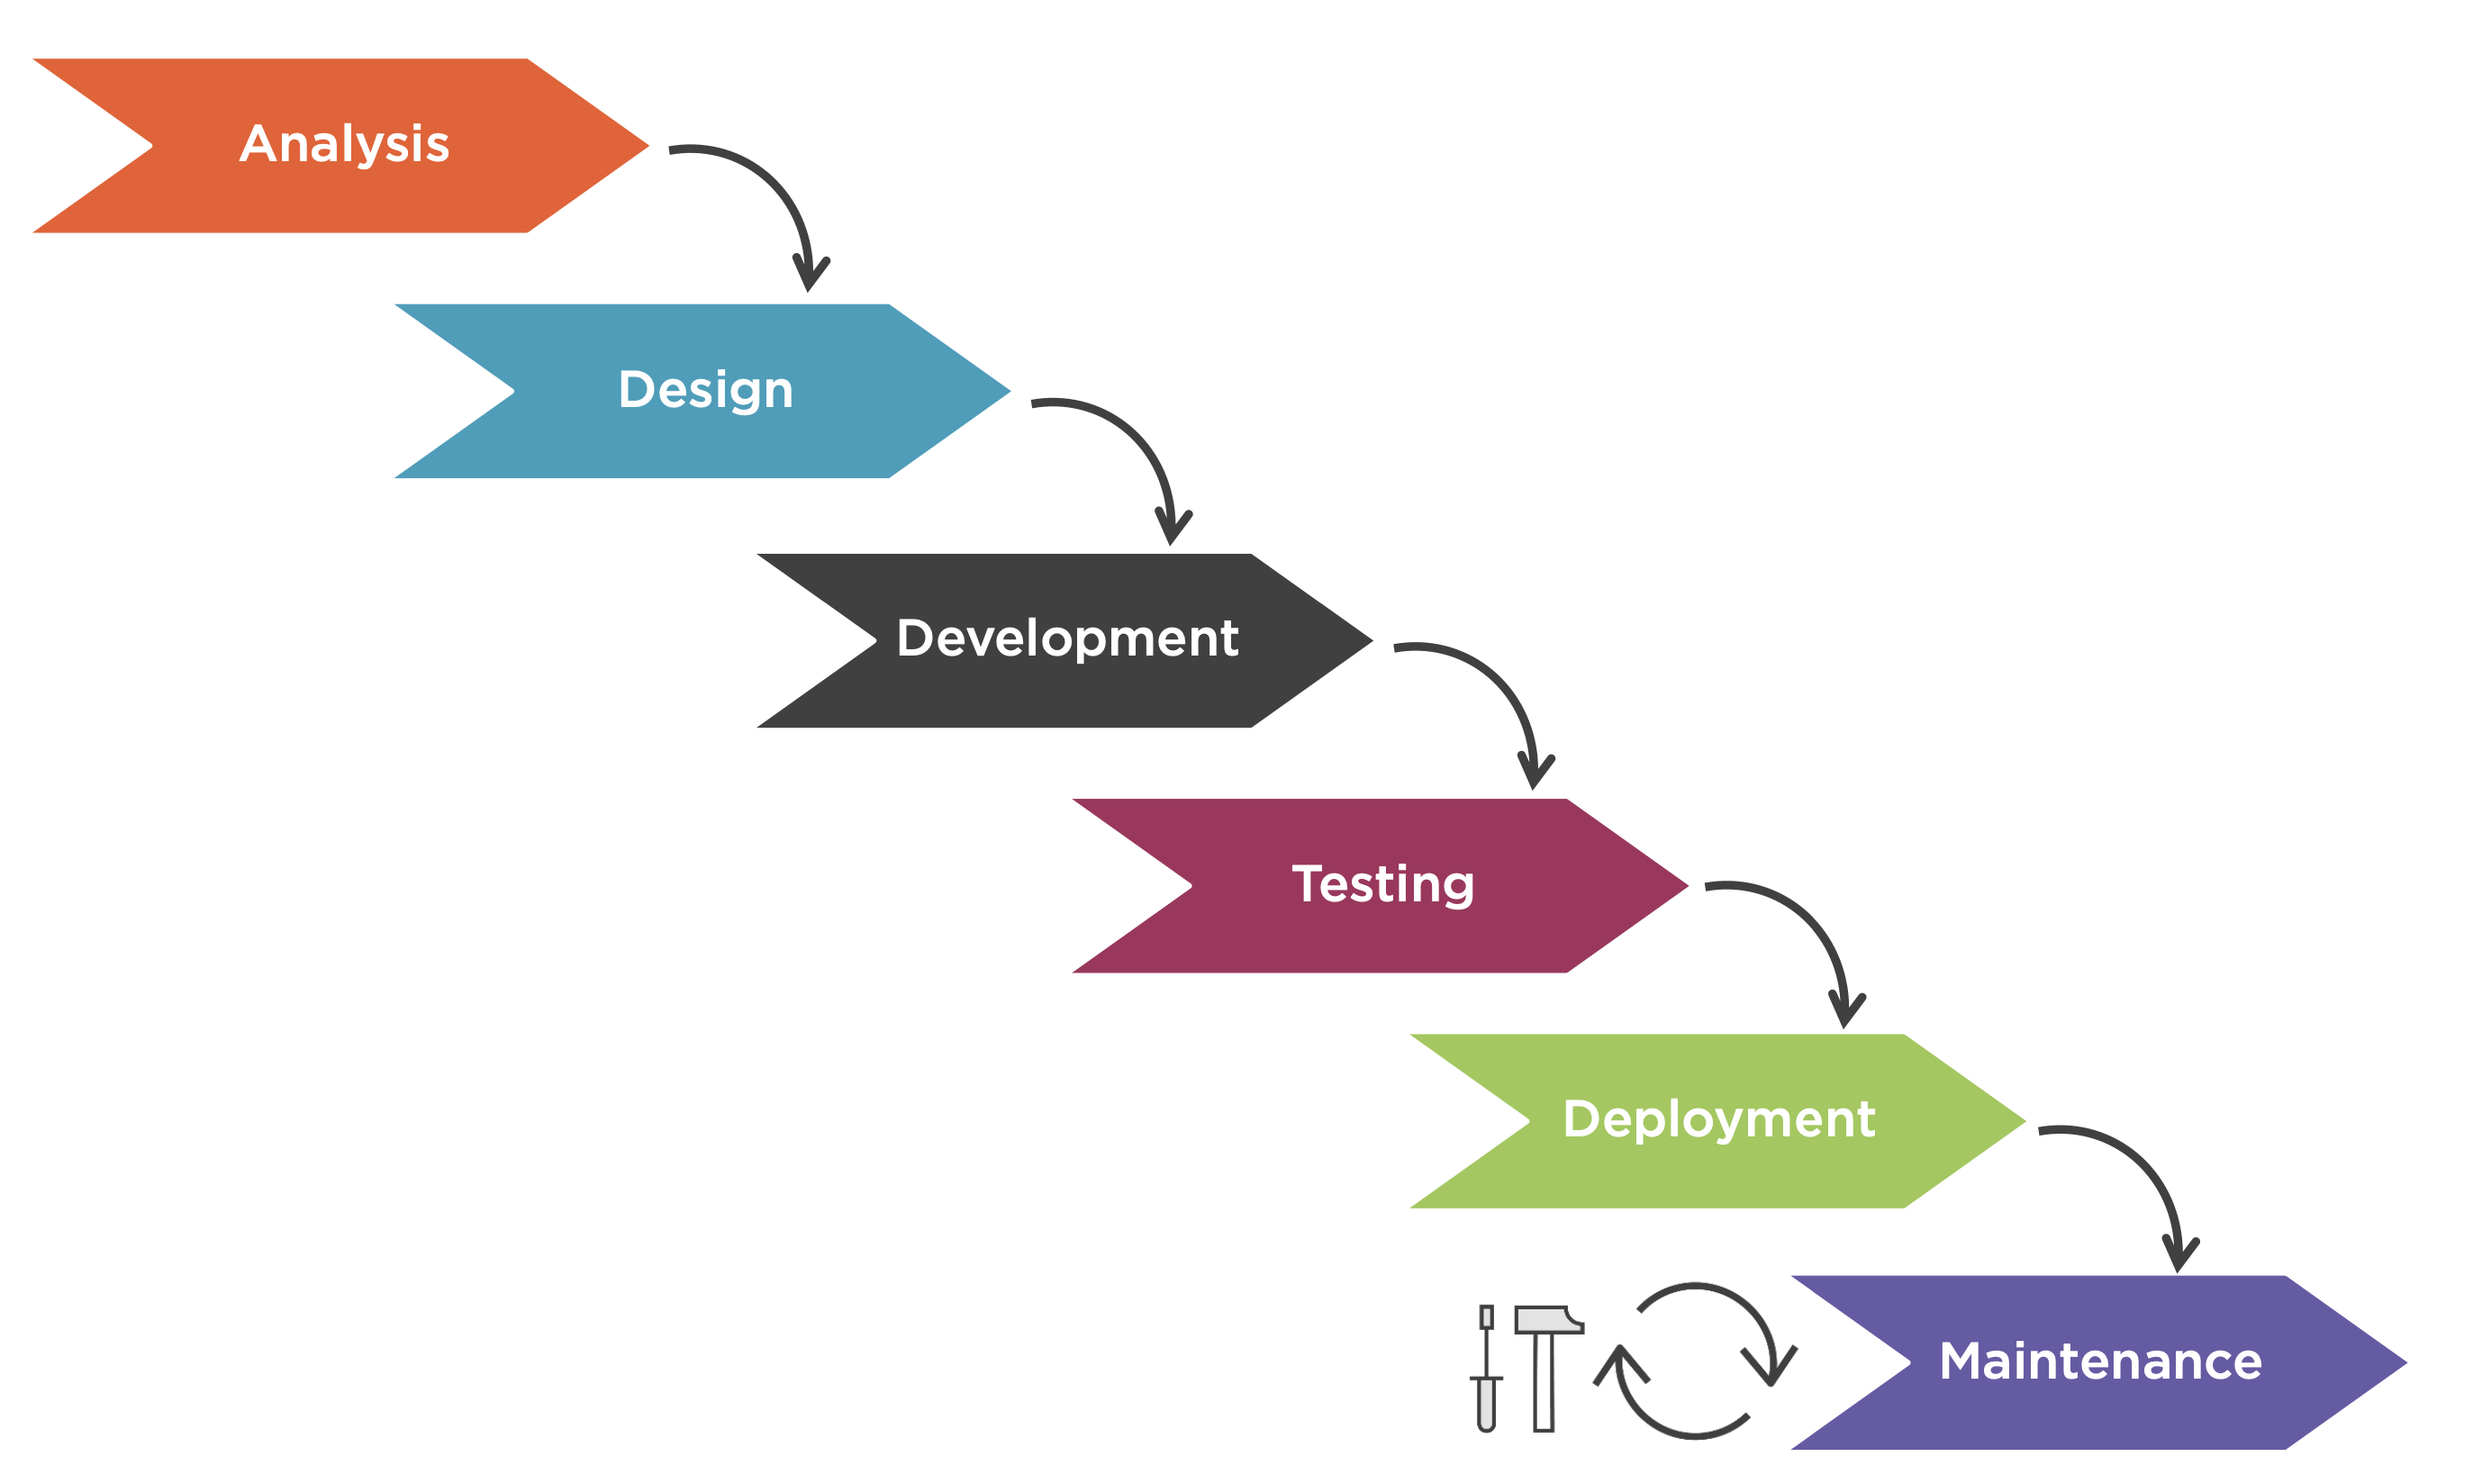 Analysis
Design
Development
Testing
Deployment
Maintenance